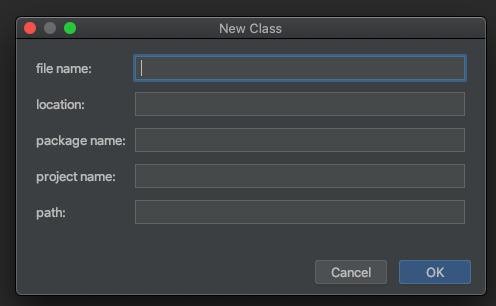 New Class
file name:
location:
package name:
project name:
path:
Cancel OK